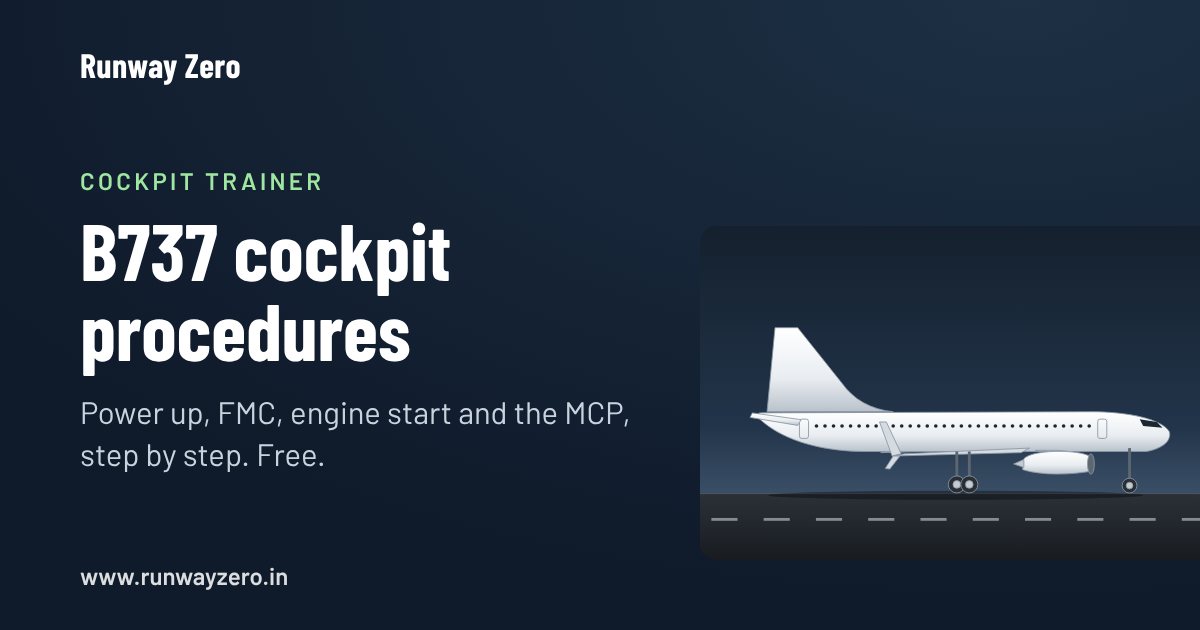 Runway Zero
COCKPIT TRAINER
B737 cockpit
procedures
Power up, FMC, engine start and the MCP,
step by step. Free.
www.runwayzero.in